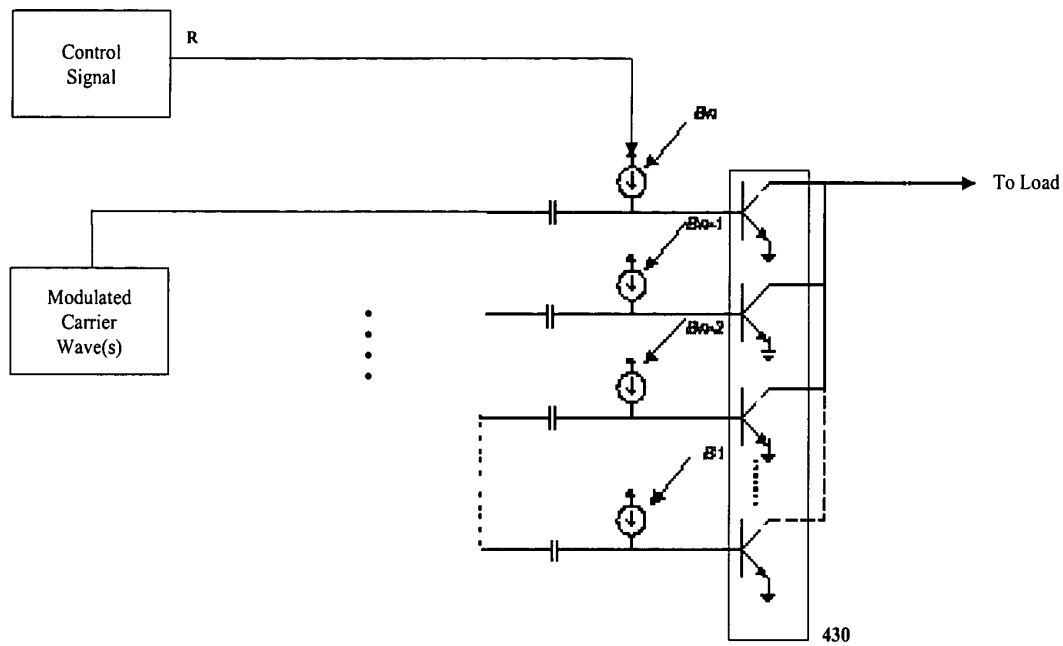 Control
Signal
R
Bn
To Load
Bn-1
Modulated
Carrier
Wave(s)
Bn-2
B1
430